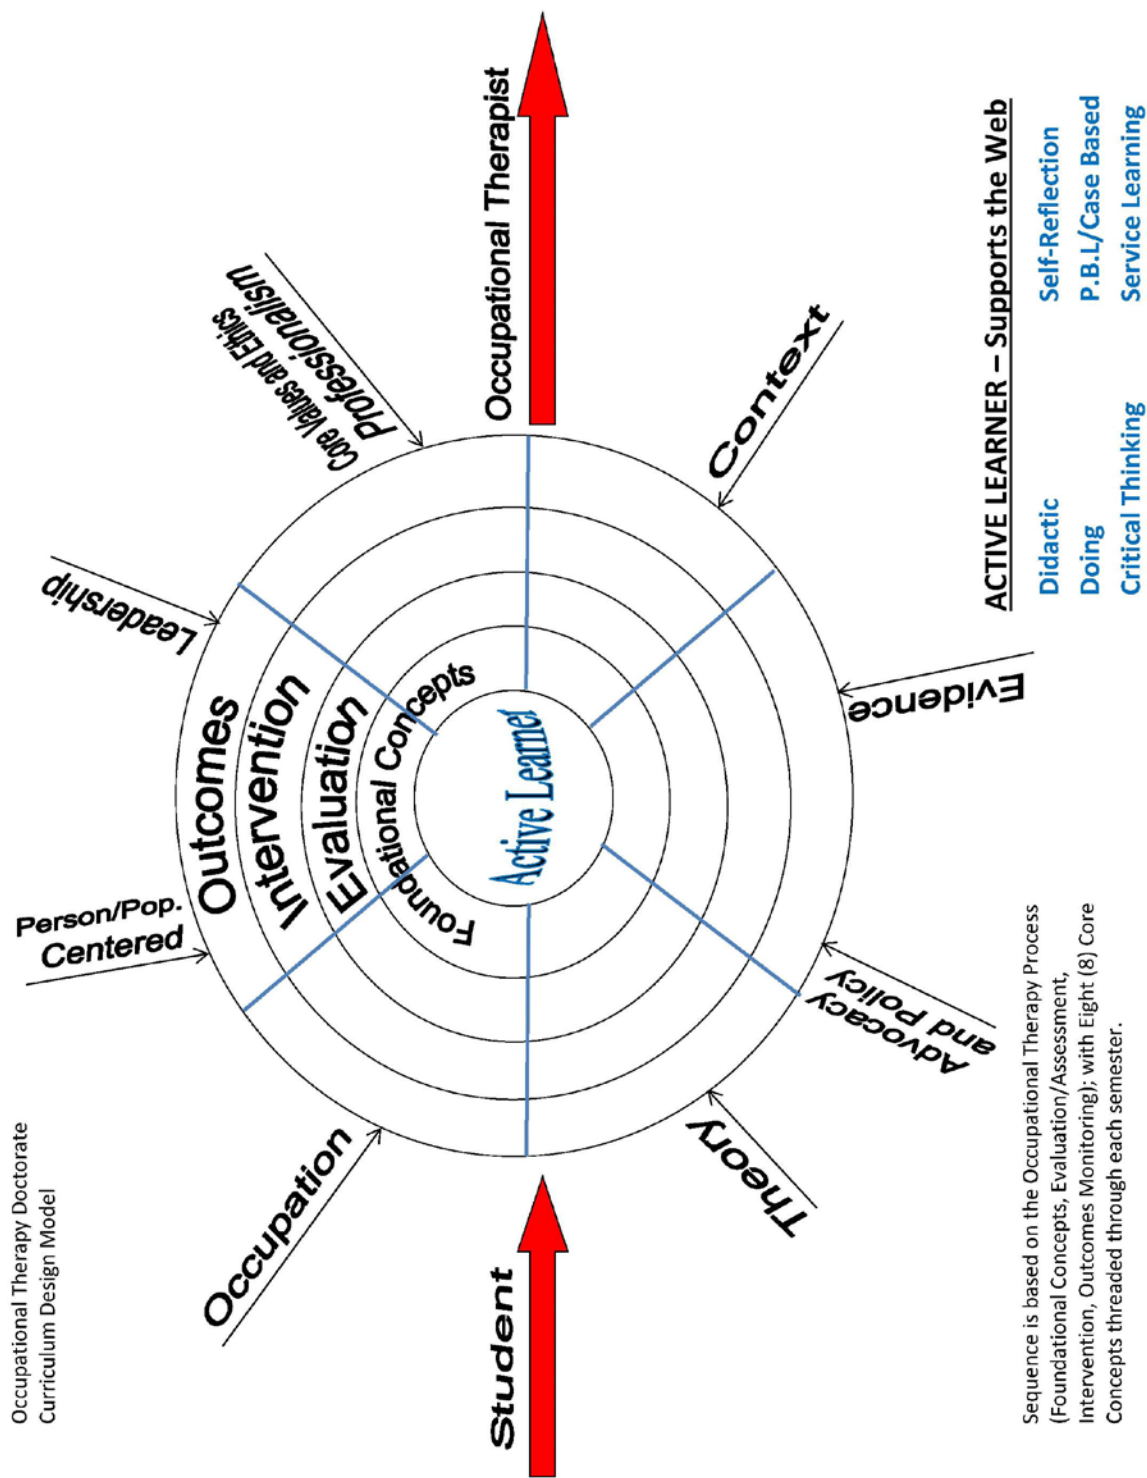 Occupational Therapy Doctorate
Curriculum Design Model
Person/Pop.
Centered
Leadership
Core Values and Ethics
Professionalism
Occupation
Outcomes
Intervention
Evaluation
Foundational Concepts
Active Learner
Student
Occupational Therapist
Theory
Advocacy
and Policy
Evidence
Context
Sequence is based on the Occupational Therapy Process
(Foundational Concepts, Evaluation/Assessment,
Intervention, Outcomes Monitoring); with Eight (8) Core
Concepts threaded through each semester.
ACTIVE LEARNER – Supports the Web
Didactic Self-Reflection
Doing P.B.L/Case Based
Critical Thinking Service Learning